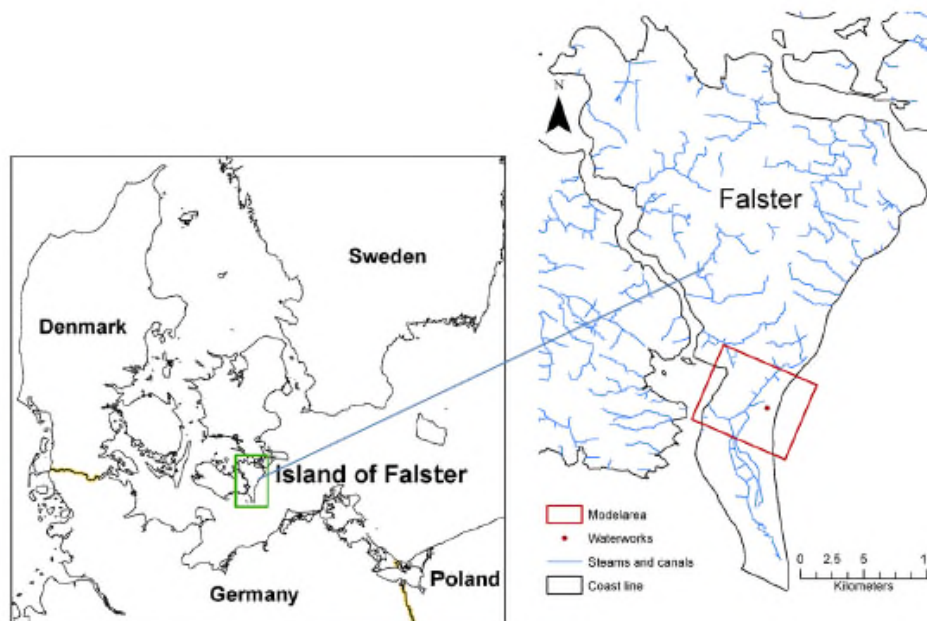 Sweden
Denmark
Island of Falster
Germany
Poland
N
Falster
Modelarea
Waterworks
Steams and canals
Coast line
0 2.5 5 1
Kilometers